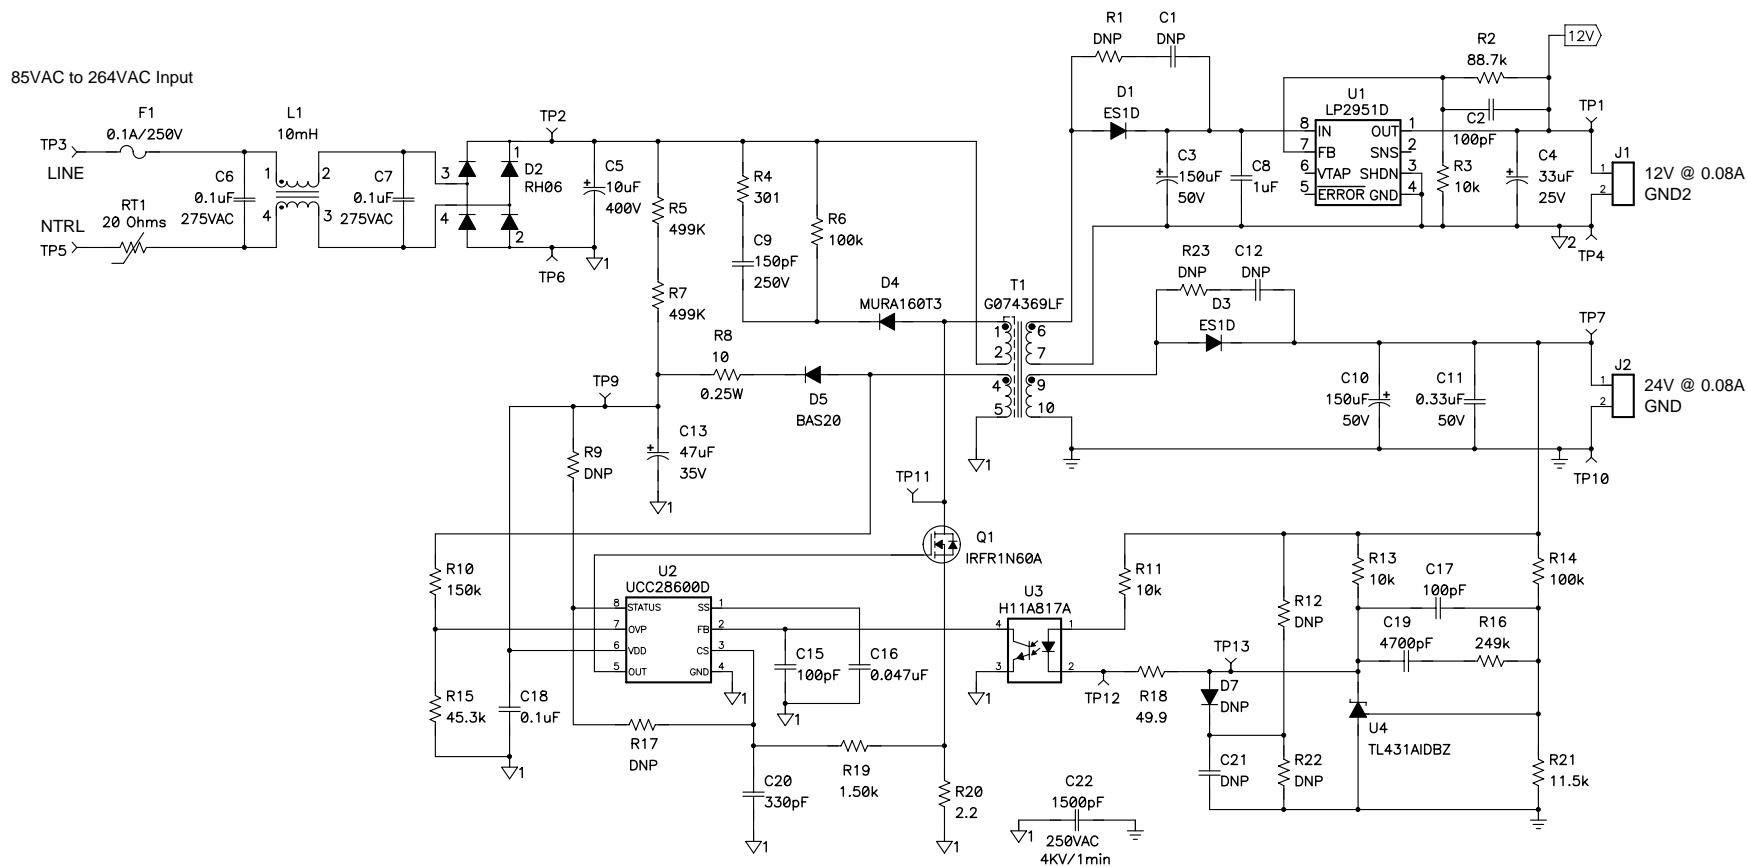 85VAC to 264VAC Input
F1
0.1A/250V
TP3
LINE
NTRL
TP5
RT1
20 Ohms
C6
0.1uF
275VAC
L1
10mH
1
2
4
3
C7
0.1uF
275VAC
3
4
1
2
D2
RH06
TP2
TP6
C5
+
10uF
400V
1
R5
499K
R7
499K
R4
301
C9
150pF
250V
R6
100k
D4
MURA160T3
R8
10
0.25W
D5
BAS20
TP9
R9
DNP
C13
+
47uF
35V
1
T1
G074369LF
1
2
4
5
6
7
9
10
1
R1
DNP
C1
DNP
D1
ES1D
C3
+
150uF
50V
C8
1uF
U1
LP2951D
8 IN
7 FB
6 VTAP
5 ERROR
OUT 1
SNS 2
SHDN 3
GND 4
R2
88.7k
C2
100pF
R3
10k
C4
+
33uF
25V
12V
TP1
J1
1
2
12V @ 0.08A
GND2
TP4
2
R23
DNP
C12
DNP
D3
ES1D
C10
150uF
+
50V
C11
0.33uF
50V
TP7
J2
1
2
24V @ 0.08A
GND
TP10
TP11
Q1
IRFR1N60A
R10
150k
R15
45.3k
C18
0.1uF
1
U2
UCC28600D
8 STATUS
7 OVP
6 VDD
5 OUT
SS 1
FB 2
CS 3
GND 4
1
R17
DNP
C15
100pF
C16
0.047uF
1
C20
330pF
1
R19
1.50k
R20
2.2
1
U3
H11A817A
4
3
1
2
1
R11
10k
TP12
R18
49.9
TP13
D7
DNP
C21
DNP
R12
DNP
R22
DNP
R13
10k
C17
100pF
C19
4700pF
R16
249k
R14
100k
U4
TL431AIDBZ
R21
11.5k
C22
1500pF
1
250VAC
4KV/1min